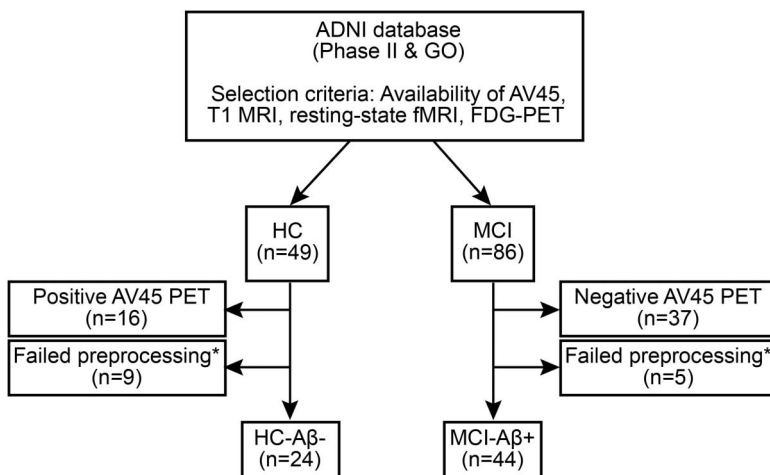 ADNI database
(Phase II & GO)
Selection criteria: Availability of AV45,
T1 MRI, resting-state fMRI, FDG-PET
HC
(n=49)
MCI
(n=86)
Positive AV45 PET
(n=16)
Negative AV45 PET
(n=37)
Failed preprocessing*
(n=9)
Failed preprocessing*
(n=5)
HC-Aβ-
(n=24)
MCI-Aβ+
(n=44)